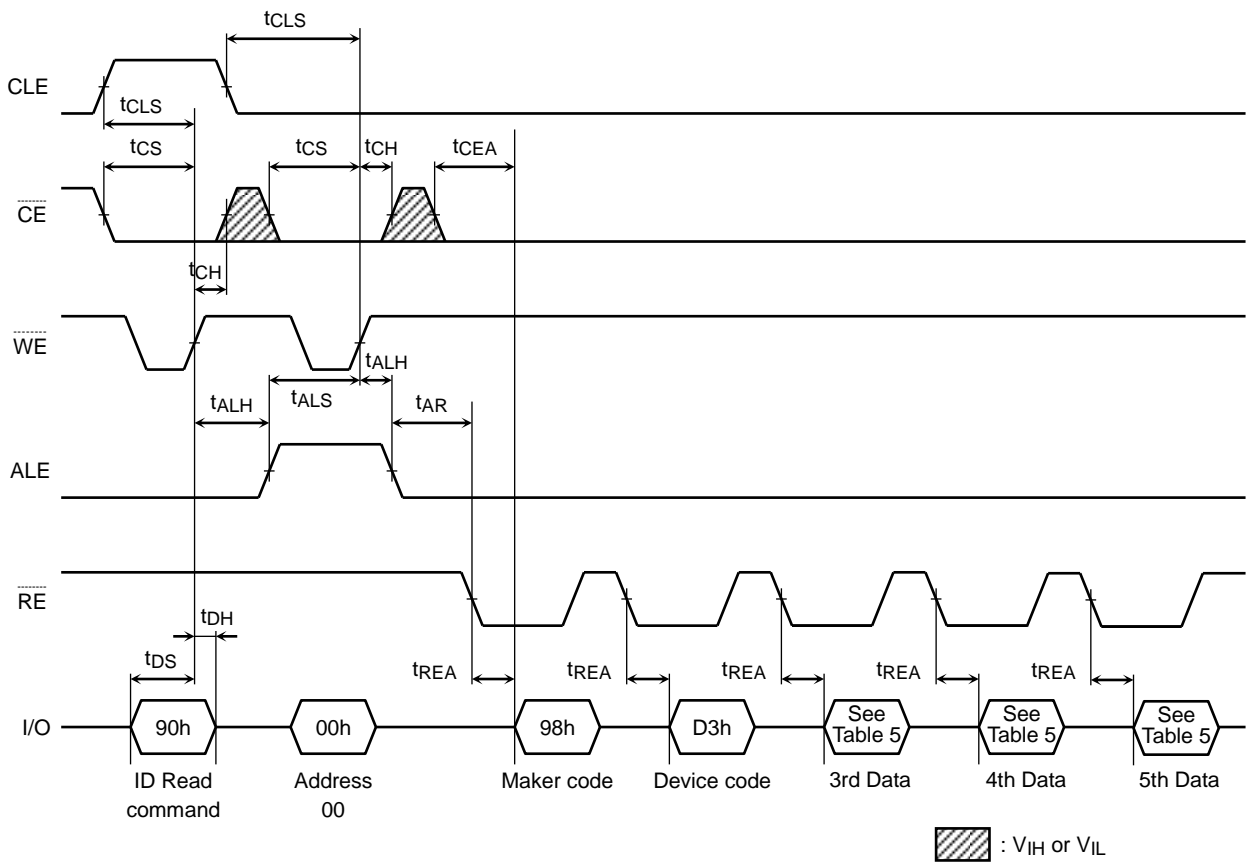 tCLS
CLE
tCLS
tCS tCS tCH tCEA
CE
tCH
WE
tALH
tALH tALS tAR
ALE
RE
tDH
tDS tREA tREA tREA tREA tREA
I/O 90h 00h 98h D3h See Table 5 See Table 5 See Table 5
ID Read command Address 00 Maker code Device code 3rd Data 4th Data 5th Data
: VIH or VIL